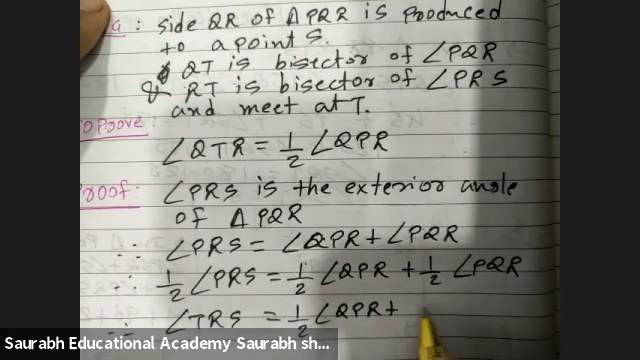 a : side QR of ΔPQR is produced
to a point S.
QT is bisector of ∠PQR
& RT is bisector of ∠PRS
and meet at T.
To Proove :
∠QTR = 1/2 ∠QPR
Proof : ∠PRS is the exterior angle
of ΔPQR
∴ ∠PRS = ∠QPR + ∠PQR
∴ 1/2 ∠PRS = 1/2 ∠QPR + 1/2 ∠PQR
∴ ∠TRS = 1/2 ∠QPR +
Saurabh Educational Academy Saurabh sh...